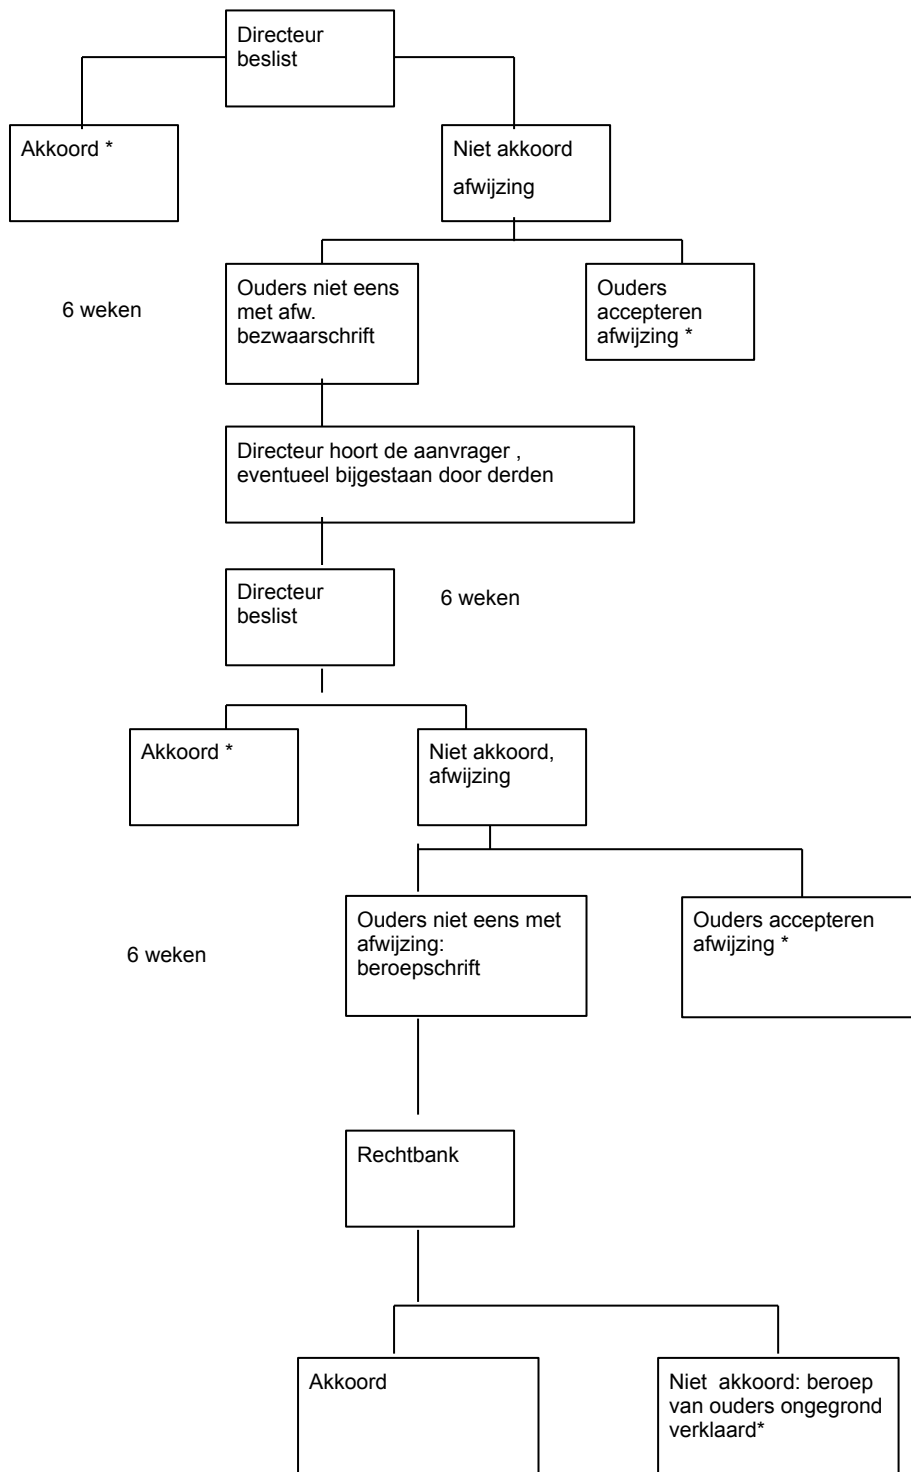 Directeur
beslist
Akkoord *
Niet akkoord
afwijzing
6 weken
Ouders niet eens
met afw.
bezwaarschrift
Ouders
accepteren
afwijzing *
Directeur hoort de aanvrager ,
eventueel bijgestaan door derden
Directeur
beslist
6 weken
Akkoord *
Niet akkoord,
afwijzing
6 weken
Ouders niet eens met
afwijzing:
beroepschrift
Ouders accepteren
afwijzing *
Rechtbank
Akkoord
Niet akkoord: beroep
van ouders ongegrond
verklaard*